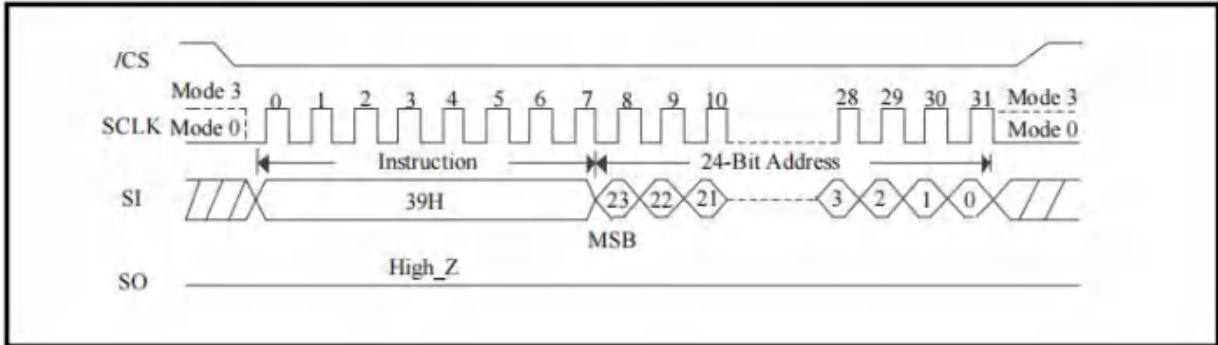 /CS
Mode 3 0 1 2 3 4 5 6 7 8 9 10 28 29 30 31 Mode 3
SCLK Mode 0 Mode 0
Instruction 24-Bit Address
SI 39H 23 22 21 3 2 1 0
MSB
High_Z
SO